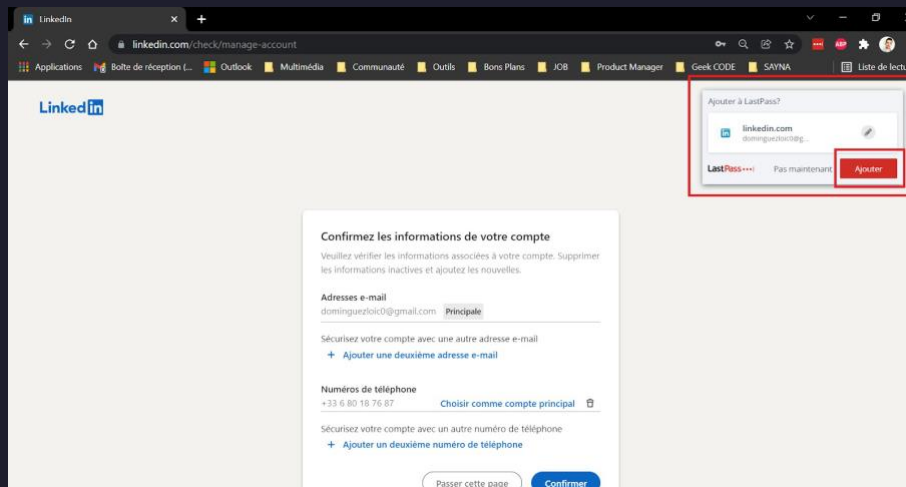 LinkedIn
linkedin.com/check/manage-account
Applications Boîte de réception (... Outlook Multimédia Communauté Outils Bons Plans JOB Product Manager Geek CODE SAYNA Liste de lectu
LinkedIn
Ajouter à LastPass?
linkedin.com
dominguezloic0@g...
LastPass Pas maintenant Ajouter
Confirmez les informations de votre compte
Veuillez vérifier les informations associées à votre compte. Supprimer
les informations inactives et ajoutez les nouvelles.
Adresses e-mail
dominguezloic0@gmail.com Principale
Sécurisez votre compte avec une autre adresse e-mail
+ Ajouter une deuxième adresse e-mail
Numéros de téléphone
+33 6 80 18 76 87 Choisir comme compte principal
Sécurisez votre compte avec un autre numéro de téléphone
+ Ajouter un deuxième numéro de téléphone
Passer cette page Confirmer